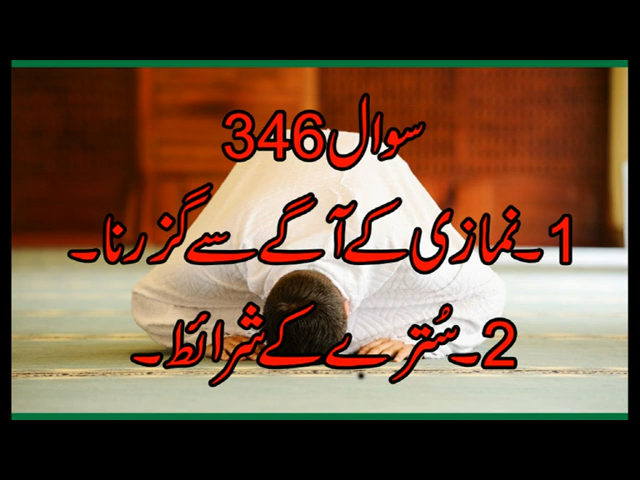 سوال 346
1۔نمازی کے آگے سے گزرنا۔
2۔سُترے کے شرائط۔